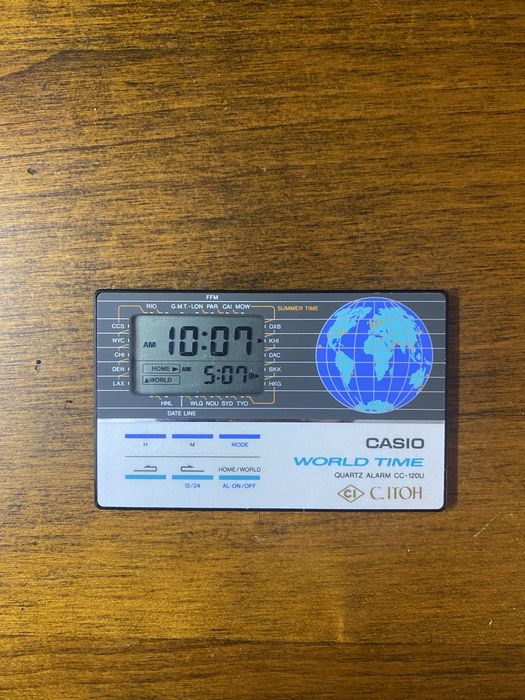 FFM
RIO G.M.T.-LON PAR CAI MOW
SUMMER TIME
CCS
NYC
CHI
DEN
LAX
AM 10:07
HOME ▶ AM
▲WORLD
5:07
DXB
KHI
DAC
BKK
HKG
HNL WLG NOU SYD TYO
DATE LINE
H M MODE
HOME/WORLD
12/24 AL·ON/OFF
CASIO
WORLD TIME
QUARTZ ALARM CC-120U
CI C.ITOH